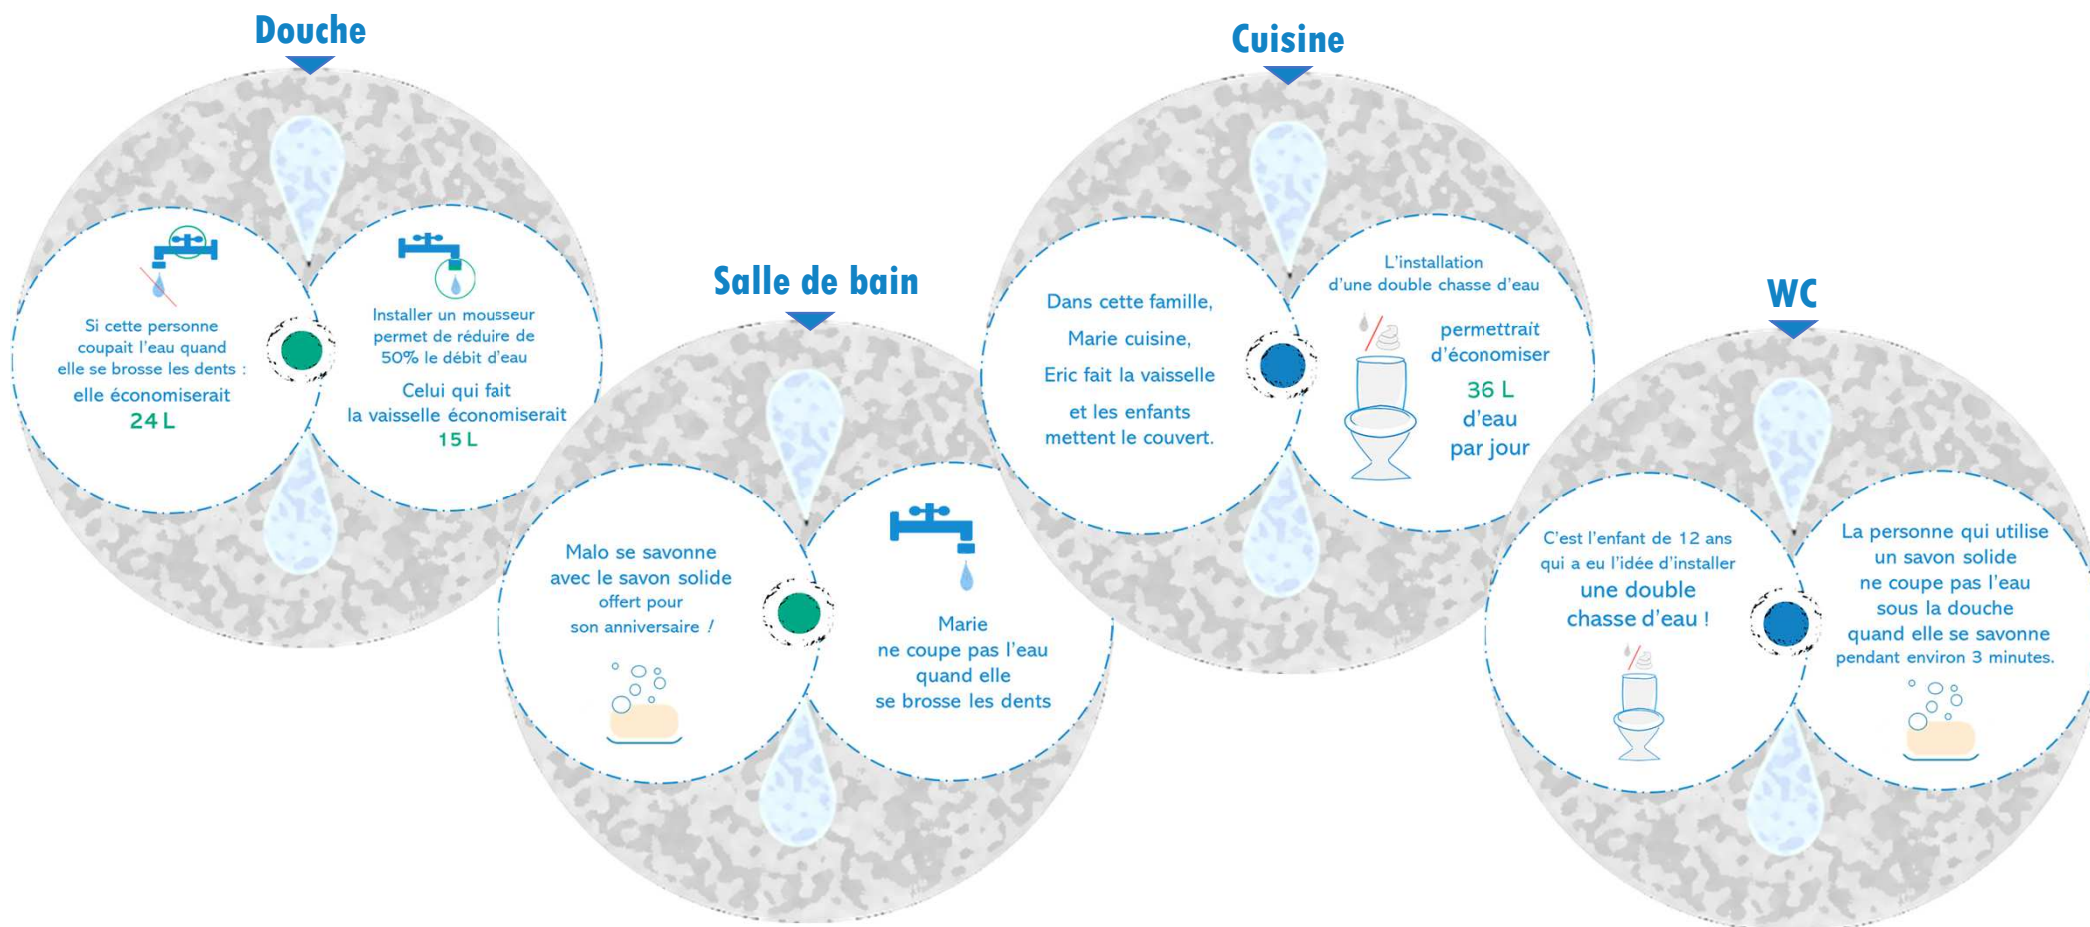 Douche
Si cette personne
coupait l'eau quand
elle se brosse les dents :
elle économiserait
24 L
Installer un mousseur
permet de réduire de
50% le débit d'eau
Celui qui fait
la vaisselle économiserait
15 L
Salle de bain
Malo se savonne
avec le savon solide
offert pour
son anniversaire !
Marie
ne coupe pas l'eau
quand elle
se brosse les dents
Cuisine
Dans cette famille,
Marie cuisine,
Eric fait la vaisselle
et les enfants
mettent le couvert.
L'installation
d'une double chasse d'eau
permettrait
d'économiser
36 L
d'eau
par jour
WC
C'est l'enfant de 12 ans
qui a eu l'idée d'installer
une double
chasse d'eau !
La personne qui utilise
un savon solide
ne coupe pas l'eau
sous la douche
quand elle se savonne
pendant environ 3 minutes.